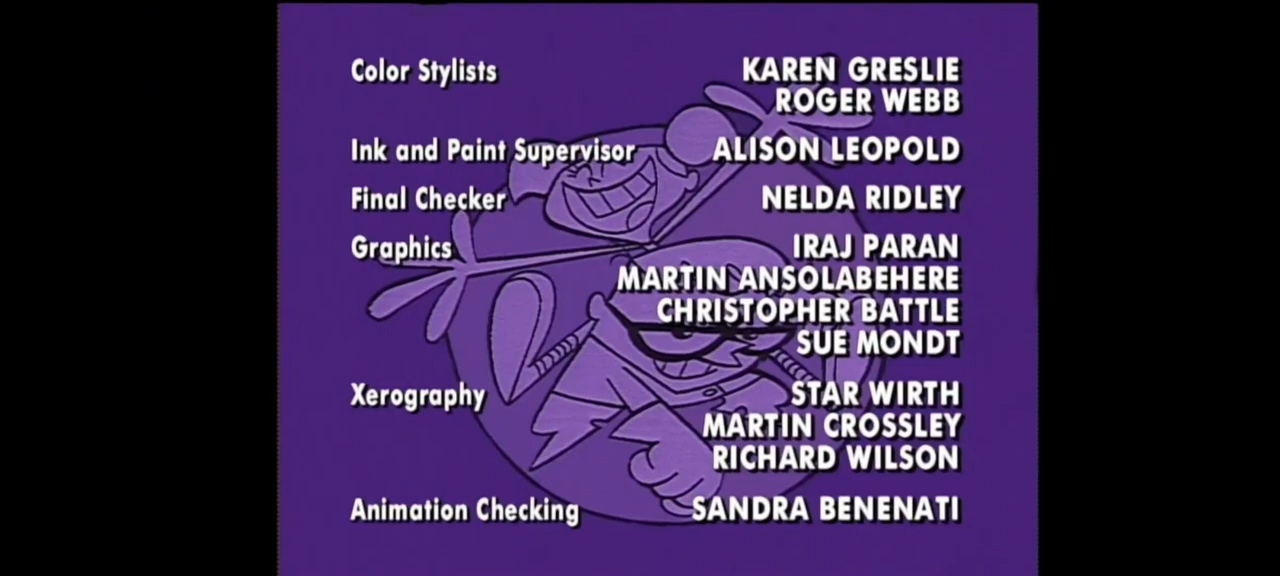 Color Stylists KAREN GRESLIE
ROGER WEBB
Ink and Paint Supervisor ALISON LEOPOLD
Final Checker NELDA RIDLEY
Graphics IRAJ PARAN
MARTIN ANSOLABEHERE
CHRISTOPHER BATTLE
SUE MONDT
Xerography STAR WIRTH
MARTIN CROSSLEY
RICHARD WILSON
Animation Checking SANDRA BENENATI